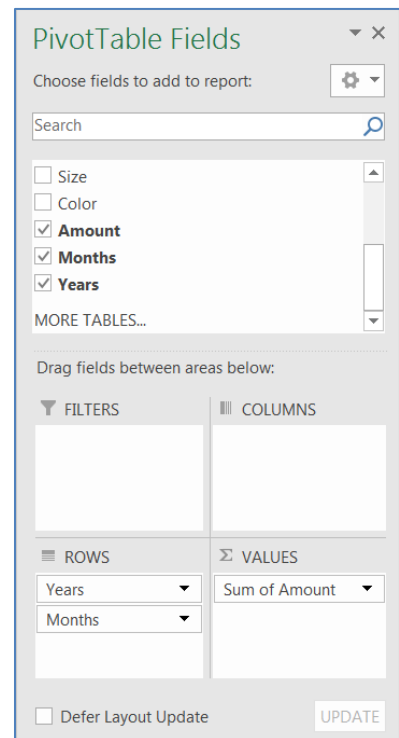 PivotTable Fields
Choose fields to add to report:
Search
Size
Color
Amount
Months
Years
MORE TABLES...
Drag fields between areas below:
FILTERS
COLUMNS
ROWS
Σ VALUES
Years
Sum of Amount
Months
Defer Layout Update
UPDATE